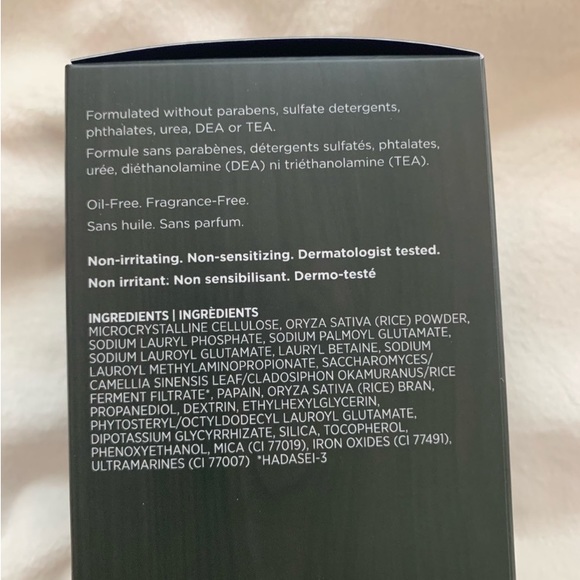 Formulated without parabens, sulfate detergents,
phthalates, urea, DEA or TEA.
Formule sans parabènes, détergents sulfatés, phtalates,
urée, diéthanolamine (DEA) ni triéthanolamine (TEA).
Oil-Free. Fragrance-Free.
Sans huile. Sans parfum.
Non-irritating. Non-sensitizing. Dermatologist tested.
Non irritant: Non sensibilisant. Dermo-testé
INGREDIENTS | INGRÈDIENTS
MICROCRYSTALLINE CELLULOSE, ORYZA SATIVA (RICE) POWDER,
SODIUM LAURYL PHOSPHATE, SODIUM PALMOYL GLUTAMATE,
SODIUM LAUROYL GLUTAMATE, LAURYL BETAINE, SODIUM
LAUROYL METHYLAMINOPROPIONATE, SACCHAROMYCES/
CAMELLIA SINENSIS LEAF/CLADOSIPHON OKAMURANUS/RICE
FERMENT FILTRATE*, PAPAIN, ORYZA SATIVA (RICE) BRAN,
PROPANEDIOL, DEXTRIN, ETHYLHEXYLGLYCERIN,
PHYTOSTERYL/OCTYLDODECYL LAUROYL GLUTAMATE,
DIPOTASSIUM GLYCYRRHIZATE, SILICA, TOCOPHEROL,
PHENOXYETHANOL, MICA (CI 77019), IRON OXIDES (CI 77491),
ULTRAMARINES (CI 77007) *HADASEI-3